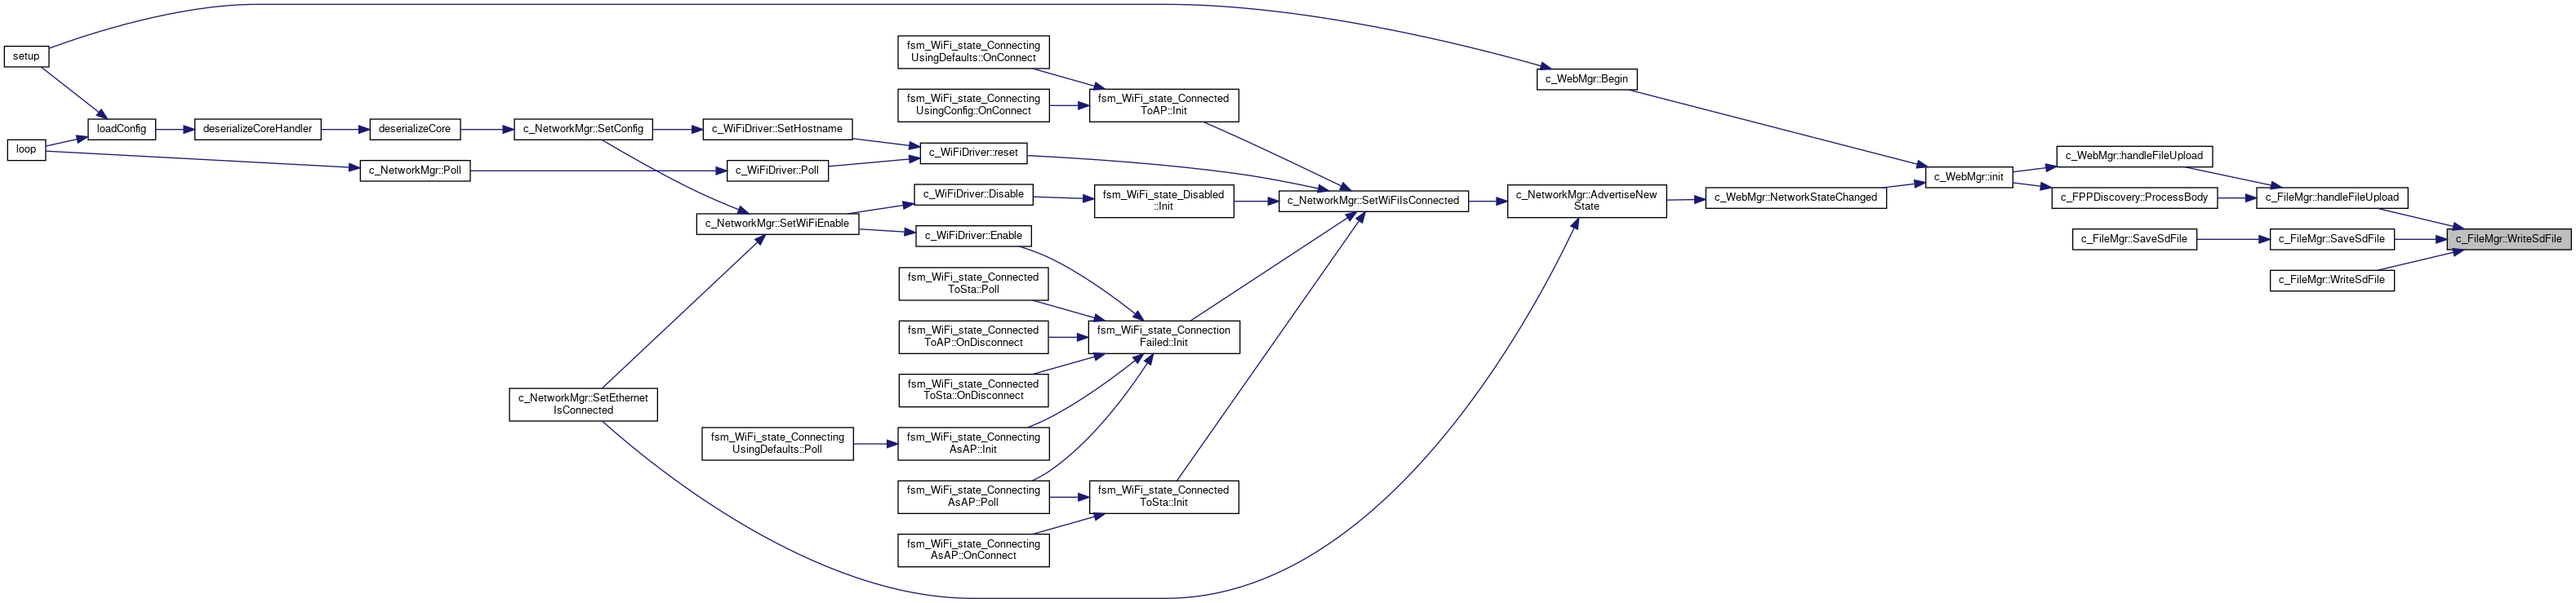 setup
loop
loadConfig
deserializeCoreHandler
deserializeCore
c_NetworkMgr::Poll
c_NetworkMgr::SetConfig
c_NetworkMgr::SetEthernet
IsConnected
c_WiFiDriver::SetHostname
c_WiFiDriver::Poll
c_NetworkMgr::SetWiFiEnable
fsm_WiFi_state_Connecting
UsingDefaults::Poll
fsm_WiFi_state_Connecting
UsingDefaults::OnConnect
fsm_WiFi_state_Connecting
UsingConfig::OnConnect
c_WiFiDriver::reset
c_WiFiDriver::Disable
c_WiFiDriver::Enable
fsm_WiFi_state_Connected
ToSta::Poll
fsm_WiFi_state_Connected
ToAP::OnDisconnect
fsm_WiFi_state_Connected
ToSta::OnDisconnect
fsm_WiFi_state_Connecting
AsAP::Init
fsm_WiFi_state_Connecting
AsAP::Poll
fsm_WiFi_state_Connecting
AsAP::OnConnect
fsm_WiFi_state_Connected
ToAP::Init
fsm_WiFi_state_Disabled
::Init
fsm_WiFi_state_Connection
Failed::Init
fsm_WiFi_state_Connected
ToSta::Init
c_NetworkMgr::SetWiFiIsConnected
c_WebMgr::Begin
c_NetworkMgr::AdvertiseNew
State
c_WebMgr::NetworkStateChanged
c_WebMgr::init
c_WebMgr::handleFileUpload
c_FPPDiscovery::ProcessBody
c_FileMgr::SaveSdFile
c_FileMgr::handleFileUpload
c_FileMgr::SaveSdFile
c_FileMgr::WriteSdFile
c_FileMgr::WriteSdFile